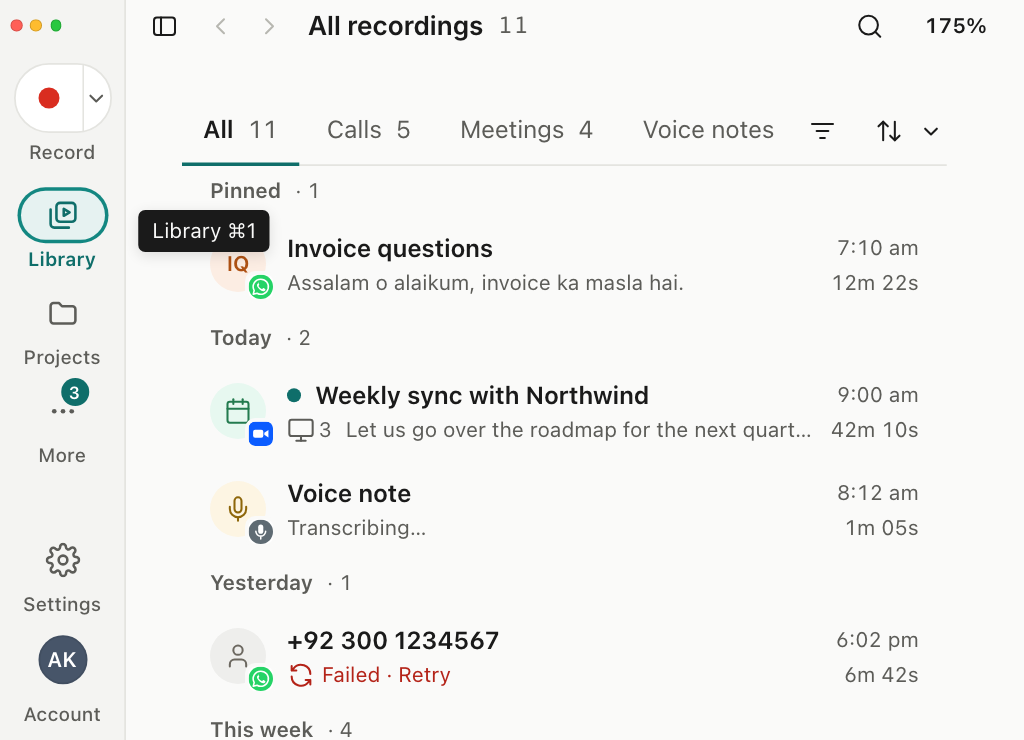 All recordings 11
175%
Record
All 11 Calls 5 Meetings 4 Voice notes
Pinned · 1
Library
Library ⌘1
IQ
Invoice questions 7:10 am
Assalam o alaikum, invoice ka masla hai. 12m 22s
Projects
Today · 2
3
More
Weekly sync with Northwind 9:00 am
3 Let us go over the roadmap for the next quart... 42m 10s
Voice note 8:12 am
Transcribing... 1m 05s
Settings
Yesterday · 1
AK
Account
+92 300 1234567 6:02 pm
Failed · Retry 6m 42s
This week · 4